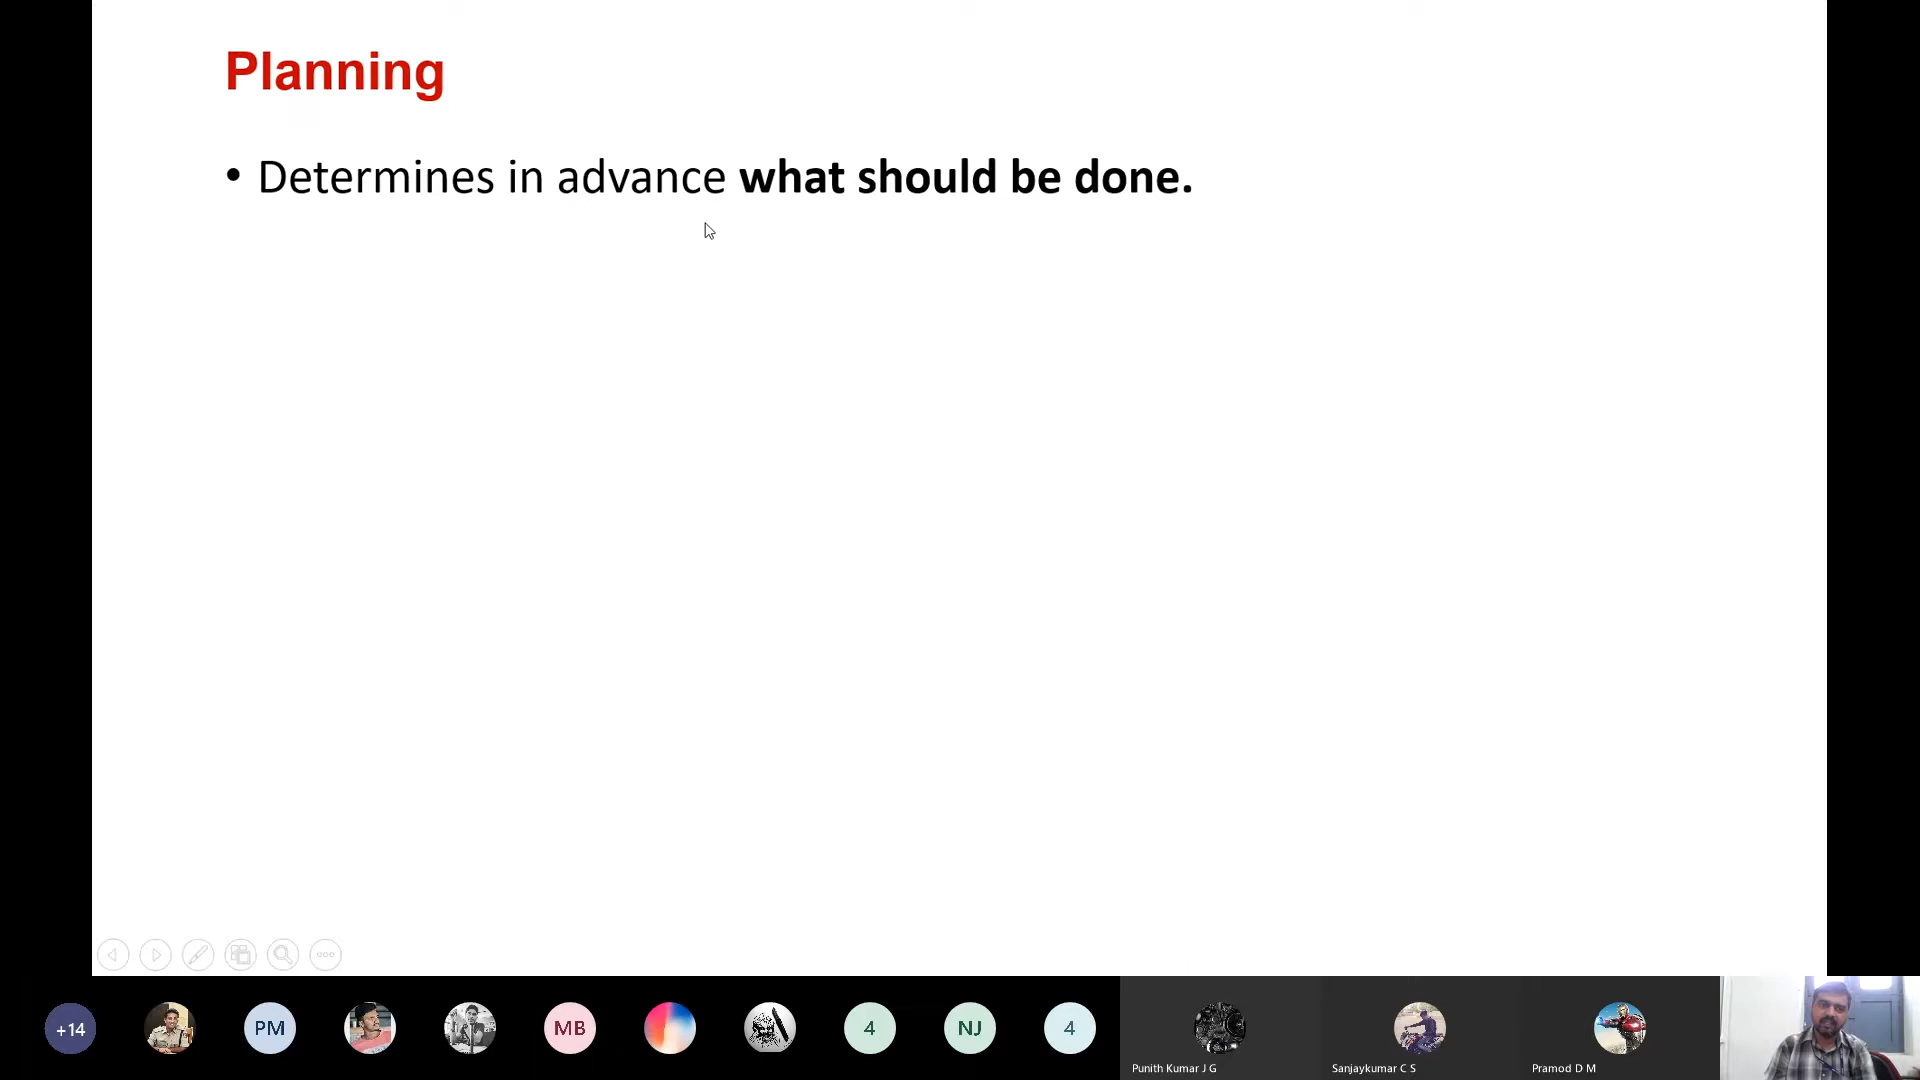 Planning
• Determines in advance what should be done.
+14
PM
MB
4
NJ
4
Punith Kumar J G
Sanjaykumar C S
Pramod D M